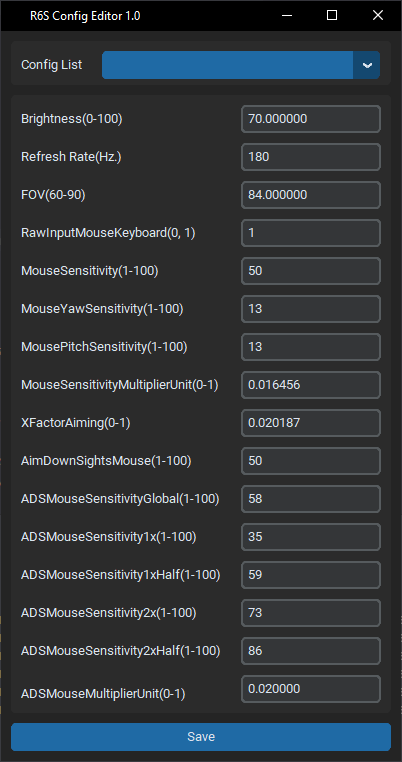 R6S Config Editor 1.0
Config List
Brightness(0-100) 70.000000
Refresh Rate(Hz.) 180
FOV(60-90) 84.000000
RawInputMouseKeyboard(0, 1) 1
MouseSensitivity(1-100) 50
MouseYawSensitivity(1-100) 13
MousePitchSensitivity(1-100) 13
MouseSensitivityMultiplierUnit(0-1) 0.016456
XFactorAiming(0-1) 0.020187
AimDownSightsMouse(1-100) 50
ADSMouseSensitivityGlobal(1-100) 58
ADSMouseSensitivity1x(1-100) 35
ADSMouseSensitivity1xHalf(1-100) 59
ADSMouseSensitivity2x(1-100) 73
ADSMouseSensitivity2xHalf(1-100) 86
ADSMouseMultiplierUnit(0-1) 0.020000
Save